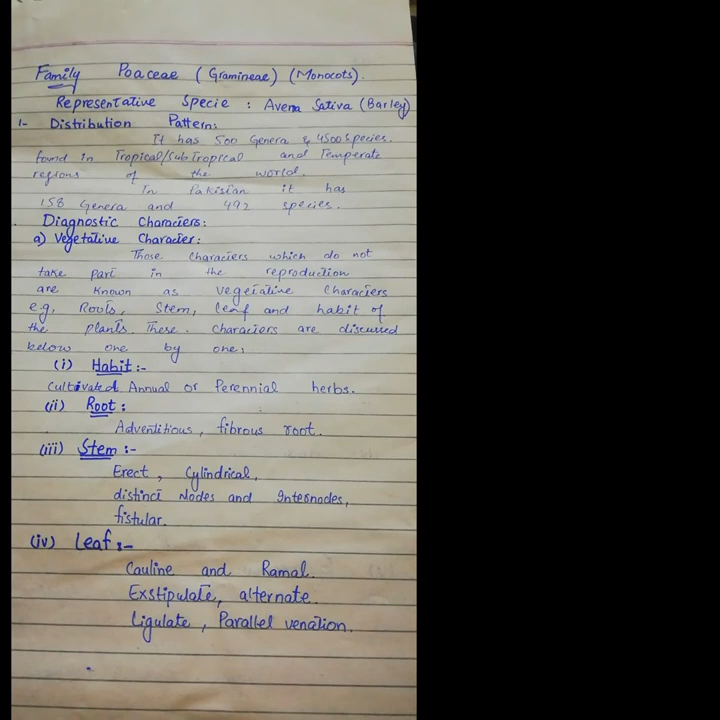 Family Poaceae (Gramineae) (Monocots).
Representative Specie : Avena Sativa (Barley)
1- Distribution Pattern:
It has 500 Genera & 4500 Species.
found in Tropical/SubTropical and Temperate
regions of the world.
In Pakistan it has
158 Genera and 492 species.
Diagnostic Characters:
a) Vegetative Character:
Those Characters which do not
take part in the reproduction
are known as vegetative Characters
e.g, Roots, Stem, leaf and habit of
the plants. These. Characters are discussed
below one by one:
(i) Habit:-
Cultivated Annual or Perennial herbs.
(ii) Root:
Adventitious, fibrous root.
(iii) Stem:-
Erect, Cylindrical,
distinct Nodes and Internodes,
fistular.
(iv) Leaf:-
Cauline and Ramal.
Exstipulate, alternate.
Ligulate, Parallel venation.